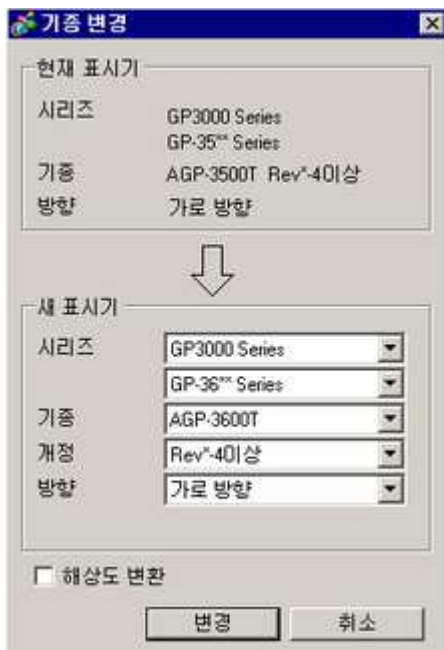 기종 변경
현재 표시기
시리즈 GP3000 Series
GP-35** Series
기종 AGP-3500T Rev*-4이상
방향 가로 방향
새 표시기
시리즈 GP3000 Series
GP-36** Series
기종 AGP-3600T
개정 Rev*-4이상
방향 가로 방향
해상도 변환
변경 취소